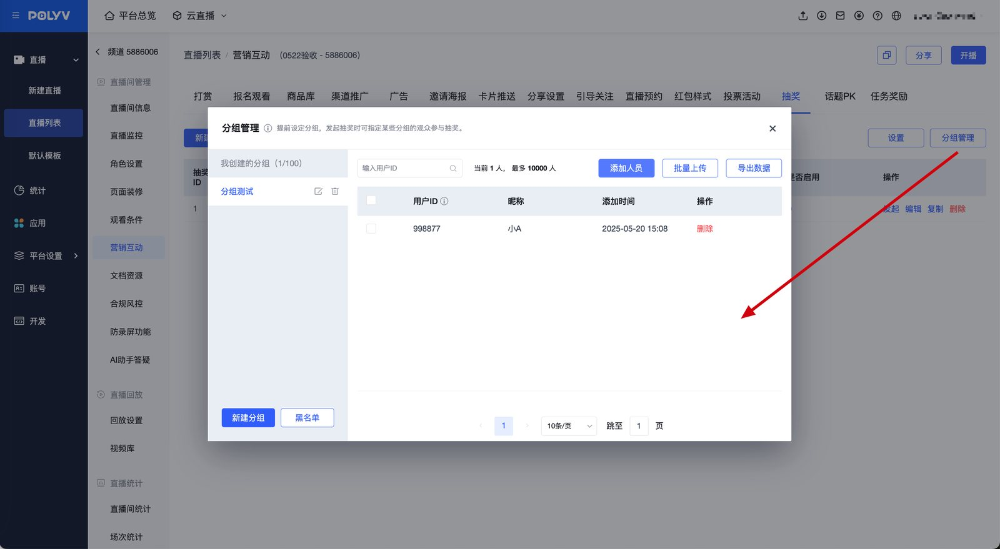 POLYV
平台总览
云直播
直播
新建直播
直播列表
默认模板
统计
应用
平台设置
账号
开发
频道 5886006
直播间管理
直播间信息
直播监控
角色设置
页面装修
观看条件
营销互动
文档资源
合规风控
防录屏功能
AI助手答疑
直播回放
回放设置
视频库
直播统计
直播间统计
场次统计
直播列表 / 营销互动 (0522验收 - 5886006)
分享
开播
打赏 报名观看 商品库 渠道推广 广告 邀请海报 卡片推送 分享设置 引导关注 直播预约 红包样式 投票活动 抽奖 话题PK 任务奖励
新建
设置
分组管理
抽奖
ID
是否启用
操作
1
发起 编辑 复制 删除
分组管理 提前设定分组，发起抽奖时可指定某些分组的观众参与抽奖。
我创建的分组（1/100）
分组测试
新建分组
黑名单
输入用户ID
当前 1 人， 最多 10000 人
添加人员
批量上传
导出数据
用户ID 昵称 添加时间 操作
998877 小A 2025-05-20 15:08 删除
1
10条/页
跳至 1 页